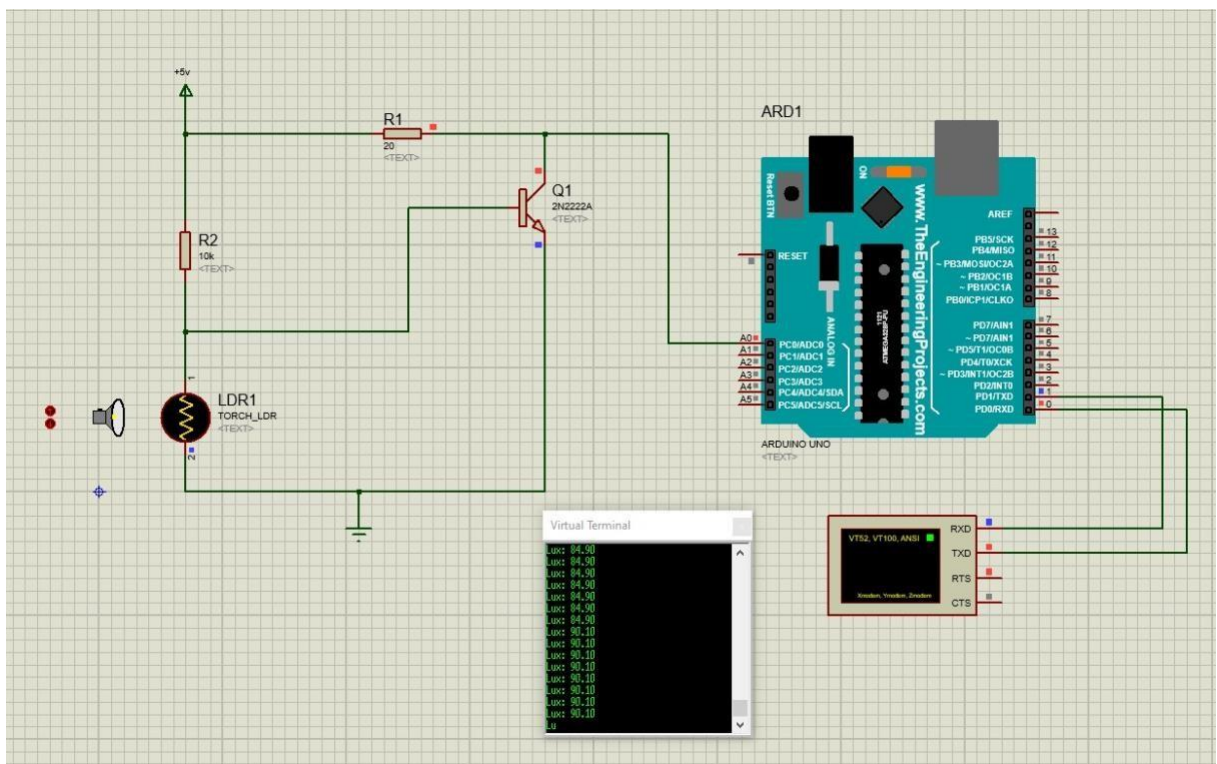 +5v
R1
20
<TEXT>
Q1
2N2222A
<TEXT>
R2
10k
<TEXT>
LDR1
TORCH_LDR
<TEXT>
1
2
ARD1
Reset BTN
ON
www.TheEngineeringProjects.com
RESET
ANALOG IN
1121
ATMEGA328P-PU
A0
A1
A2
A3
A4
A5
PC0/ADC0
PC1/ADC1
PC2/ADC2
PC3/ADC3
PC4/ADC4/SDA
PC5/ADC5/SCL
AREF
PB5/SCK
PB4/MISO
~ PB3/MOSI/OC2A
~ PB2/OC1B
~ PB1/OC1A
PB0/ICP1/CLKO
13
12
11
10
9
8
PD7/AIN1
~ PD7/AIN1
~ PD5/T1/OC0B
PD4/T0/XCK
~ PD3/INT1/OC2B
PD2/INT0
PD1/TXD
PD0/RXD
7
6
5
4
3
2
1
0
ARDUINO UNO
<TEXT>
Virtual Terminal
Lux: 84.90
Lux: 84.90
Lux: 84.90
Lux: 84.90
Lux: 84.90
Lux: 84.90
Lux: 84.90
Lux: 90.10
Lux: 90.10
Lux: 90.10
Lux: 90.10
Lux: 90.10
Lux: 90.10
Lux: 90.10
Lux: 90.10
Lu
VT52, VT100, ANSI
Xmodem, Ymodem, Zmodem
RXD
TXD
RTS
CTS